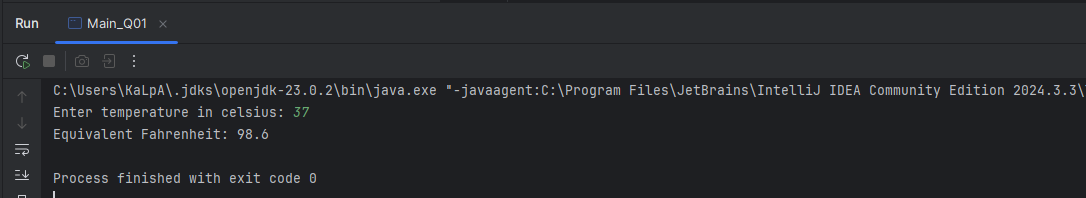 Run Main_Q01
C:\Users\KaLpA\.jdks\openjdk-23.0.2\bin\java.exe "-javaagent:C:\Program Files\JetBrains\IntelliJ IDEA Community Edition 2024.3.3\
Enter temperature in celsius: 37
Equivalent Fahrenheit: 98.6
Process finished with exit code 0